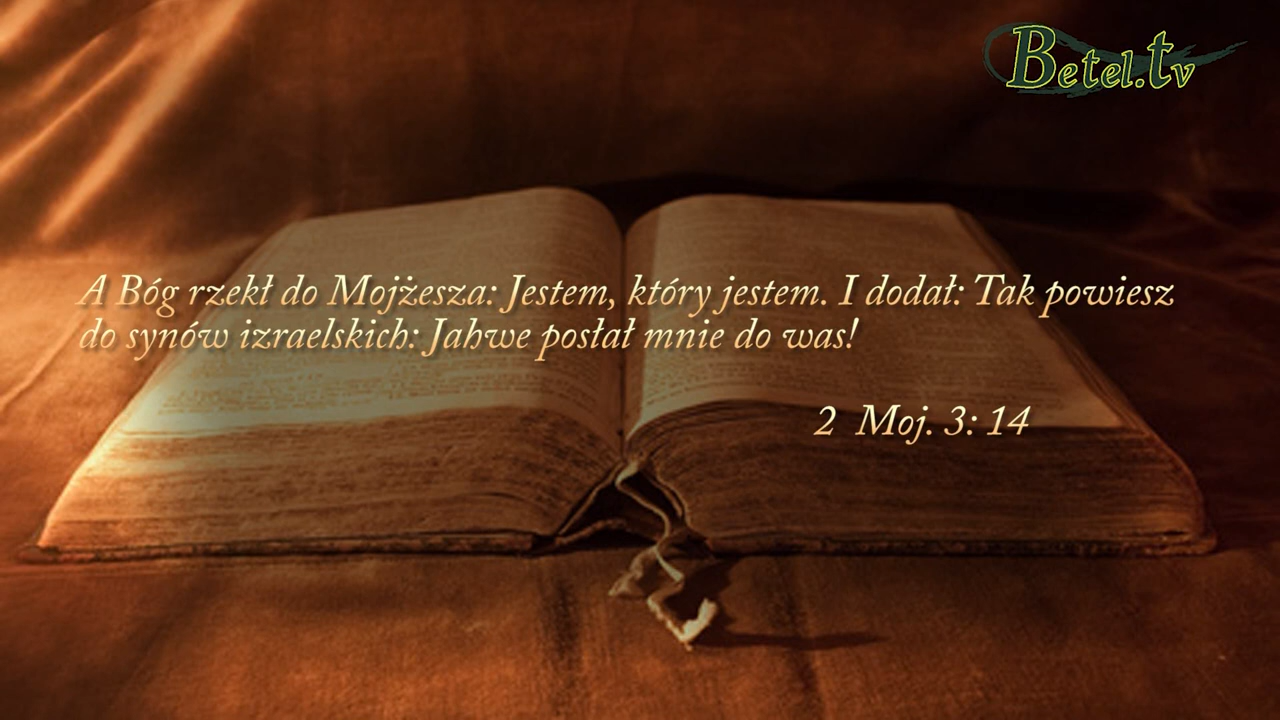 Betel.tv
A Bóg rzekł do Mojżesza: Jestem, który jestem. I dodał: Tak powiesz
do synów izraelskich: Jahwe posłał mnie do was!
2 Moj. 3: 14